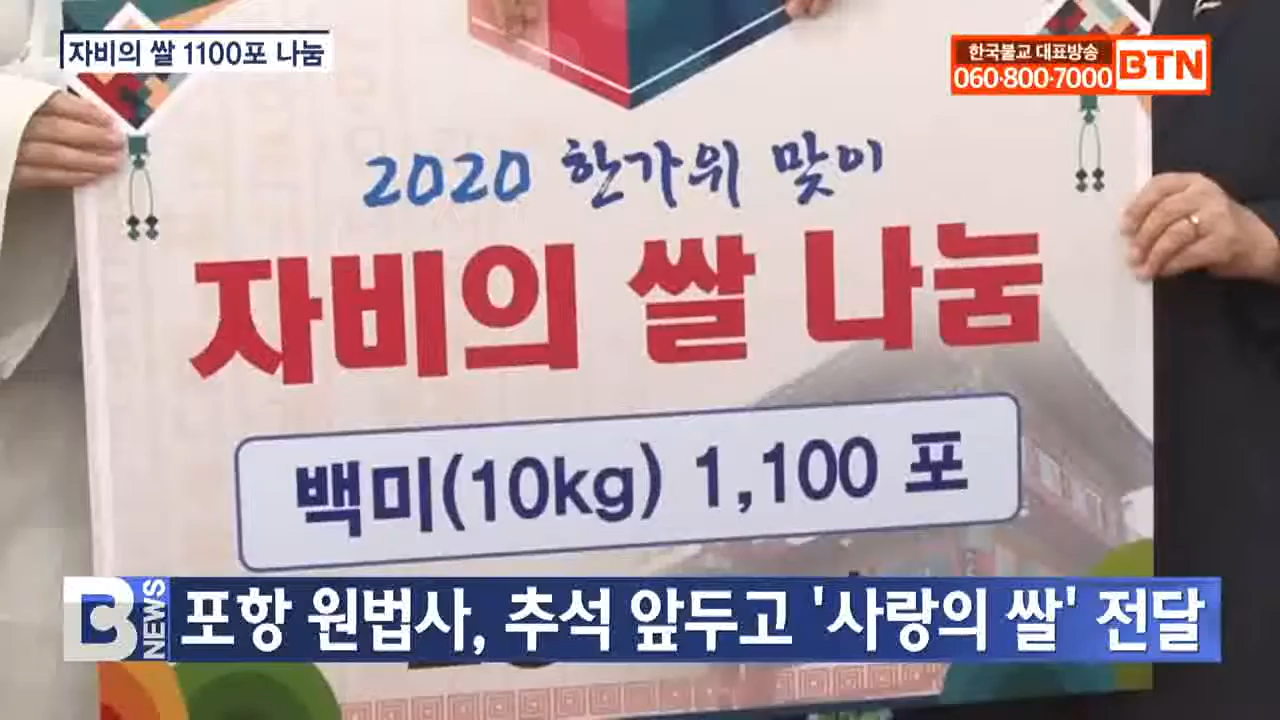 자비의 쌀 1100포 나눔
한국불교 대표방송
060·800·7000
BTN
2020 한가위 맞이
자비의 쌀 나눔
백미(10kg) 1,100 포
B NEWS
포항 원법사, 추석 앞두고 '사랑의 쌀' 전달